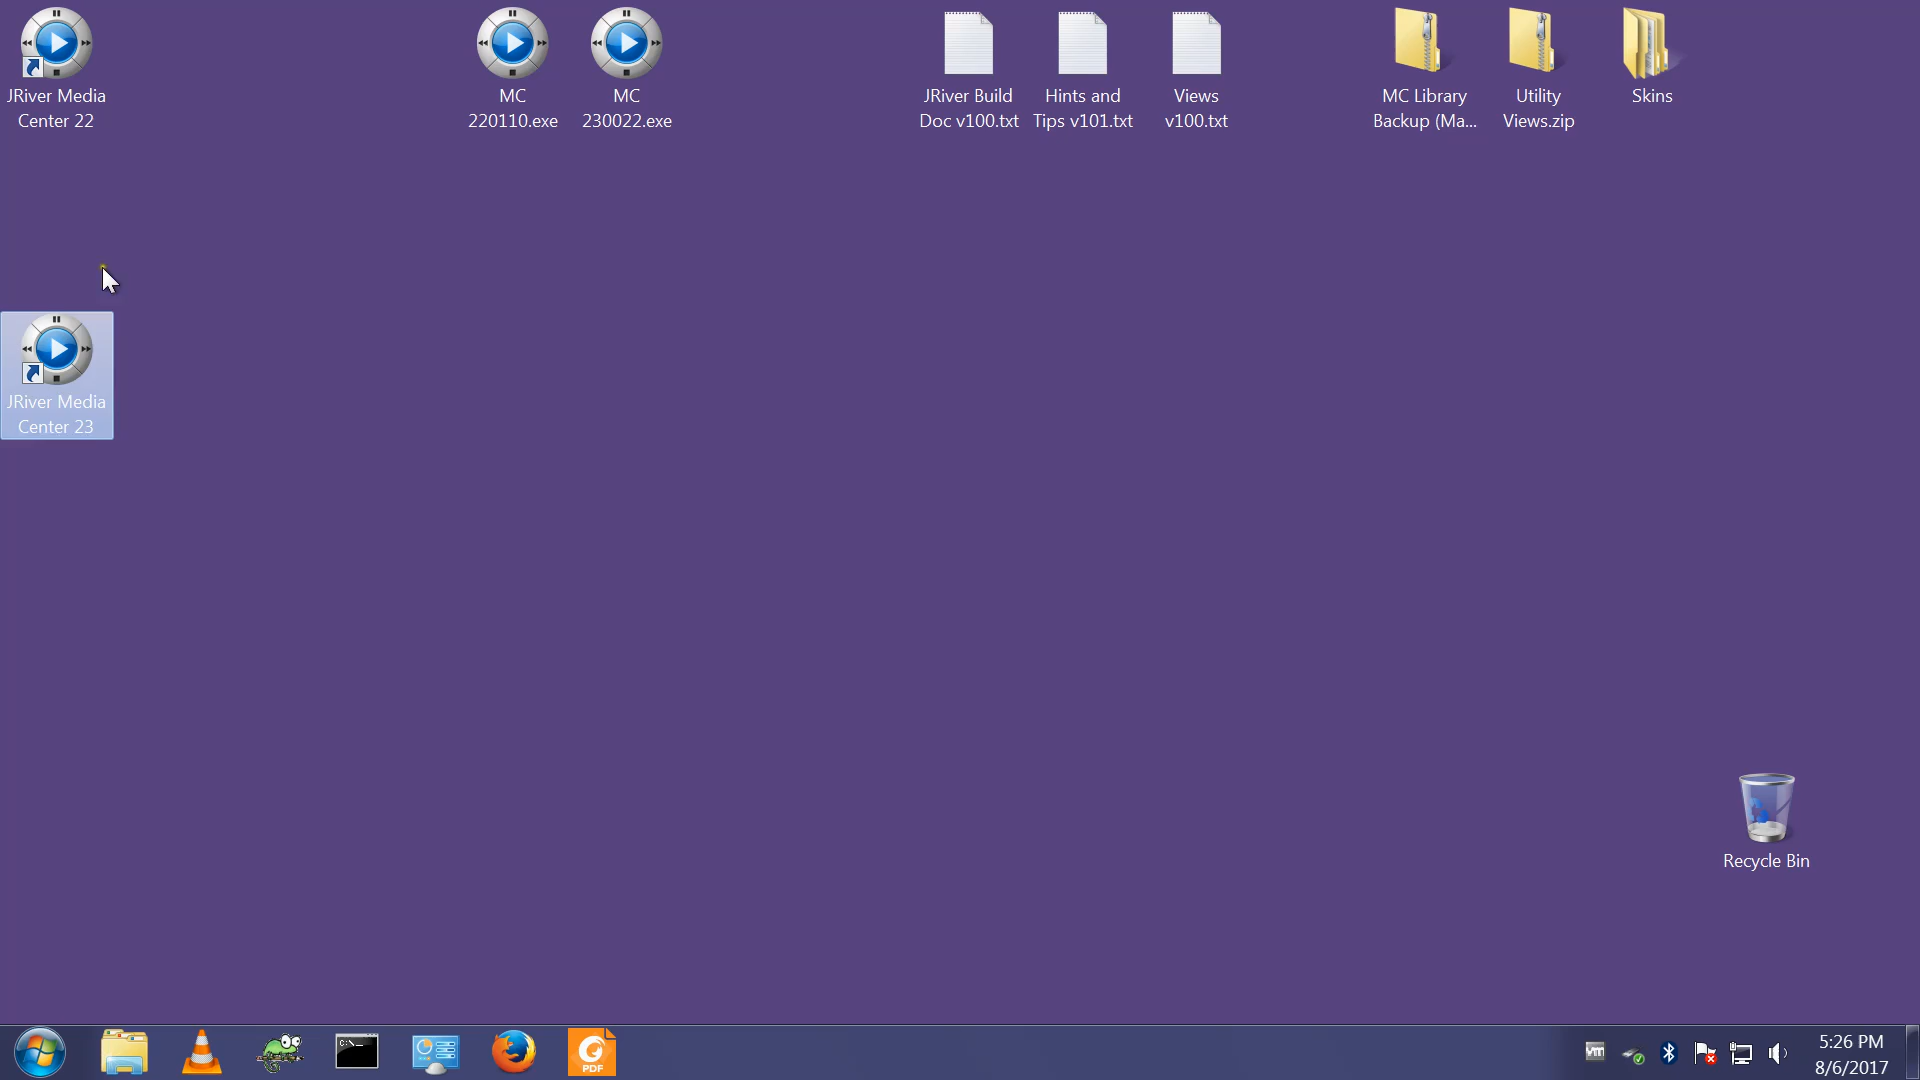 JRiver Media
Center 22
MC
220110.exe
MC
230022.exe
JRiver Build
Doc v100.txt
Hints and
Tips v101.txt
Views
v100.txt
MC Library
Backup (Ma...
Utility
Views.zip
Skins
JRiver Media
Center 23
Recycle Bin
C:\_
PDF
vm
5:26 PM
8/6/2017